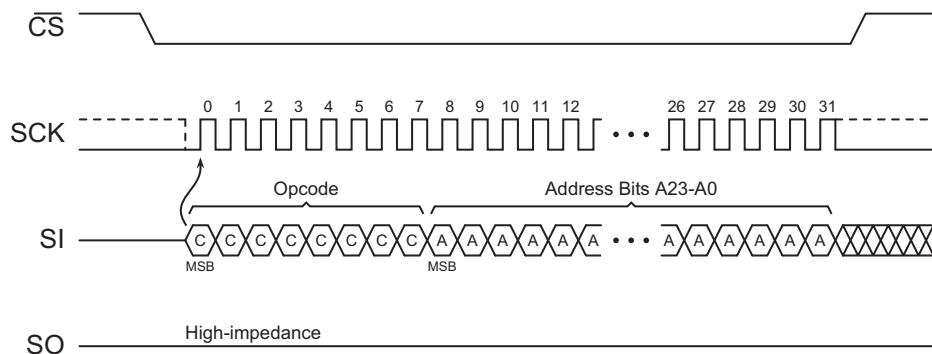 CS
0 1 2 3 4 5 6 7 8 9 10 11 12 26 27 28 29 30 31
SCK
Opcode Address Bits A23-A0
SI C C C C C C C C A A A A A A A A A A A A
MSB MSB
High-impedance
SO